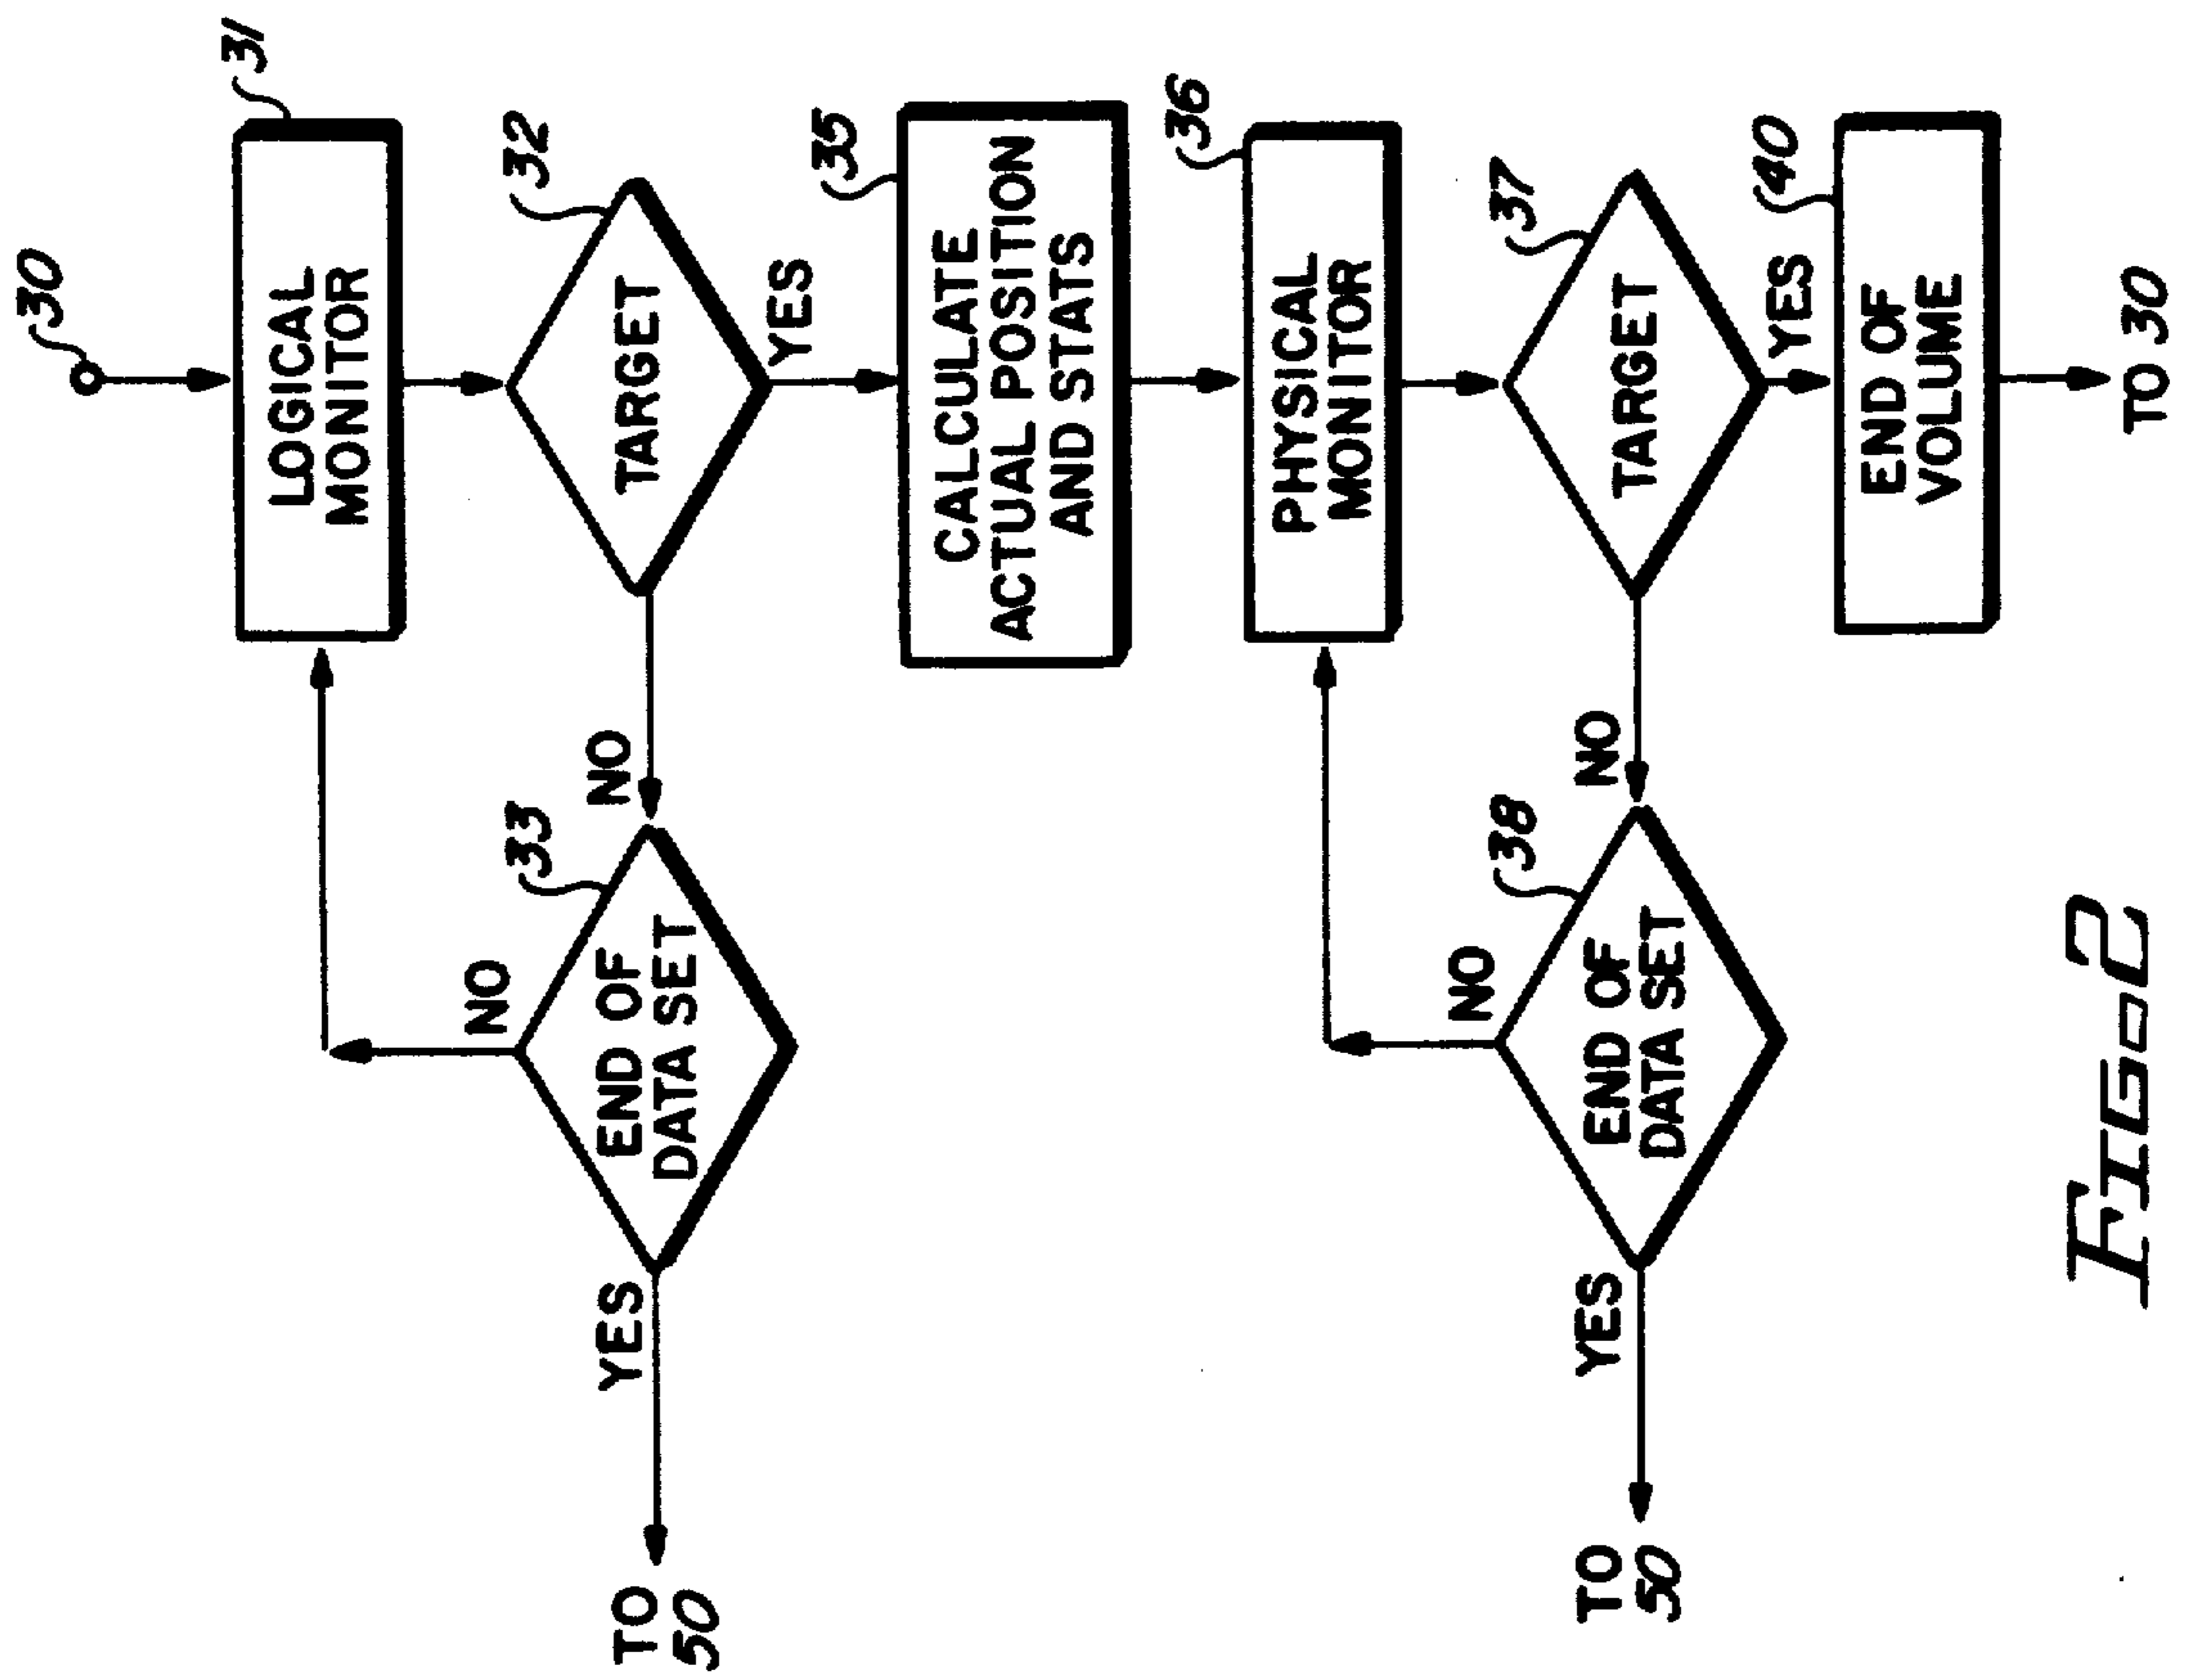 30
31
LOGICAL
MONITOR
32
TARGET
YES
NO
33
END OF
DATA SET
NO
YES
TO
50
35
CALCULATE
ACTUAL POSITION
AND STATS
36
PHYSICAL
MONITOR
37
TARGET
YES
NO
38
END OF
DATA SET
NO
YES
TO
50
40
END OF
VOLUME
TO 30
FIG-2